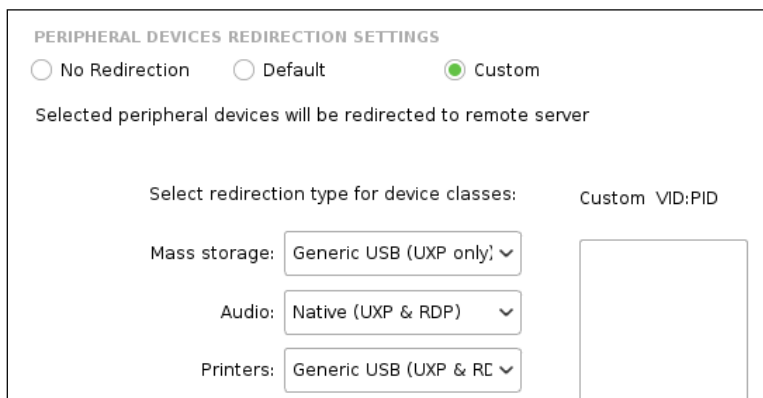 PERIPHERAL DEVICES REDIRECTION SETTINGS
No Redirection Default Custom
Selected peripheral devices will be redirected to remote server
Select redirection type for device classes: Custom VID:PID
Mass storage: Generic USB (UXP only)
Audio: Native (UXP & RDP)
Printers: Generic USB (UXP &